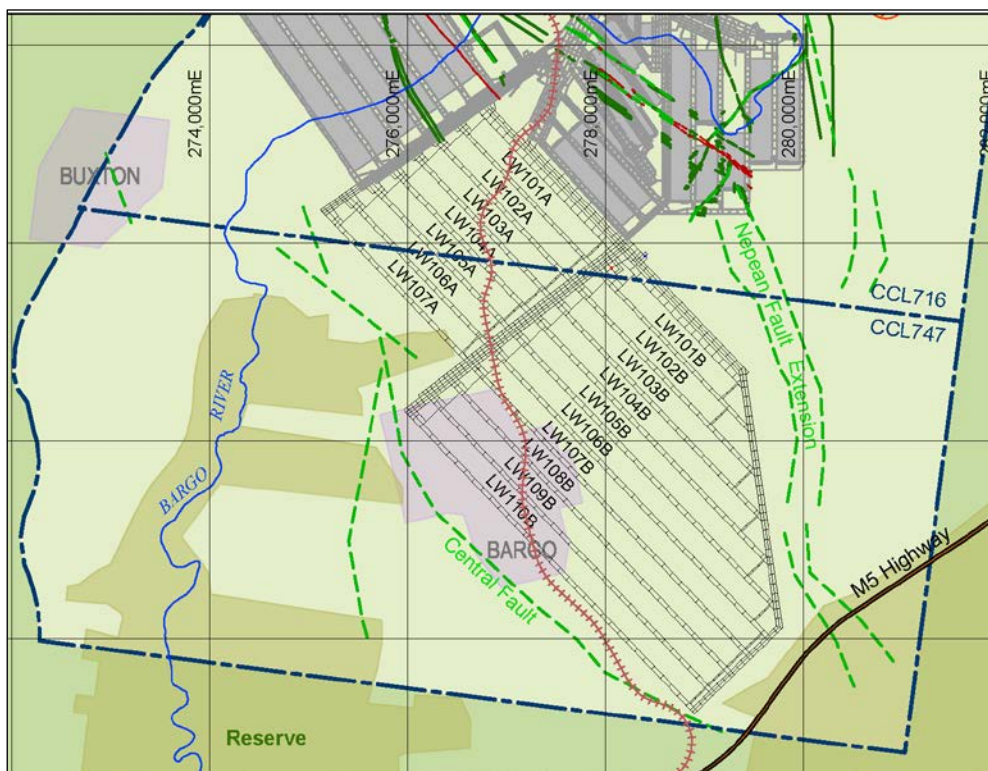 274,000mE
276,000mE
278,000mE
280,000mE
BUXTON
LW101A
LW102A
LW103A
LW104A
LW105A
LW106A
LW107A
Nepean Fault Extension
CCL716
CCL747
LW101B
LW102B
LW103B
LW104B
LW105B
LW106B
LW107B
LW108B
LW109B
LW110B
BARGO RIVER
BARGO
Central Fault
M5 Highway
Reserve